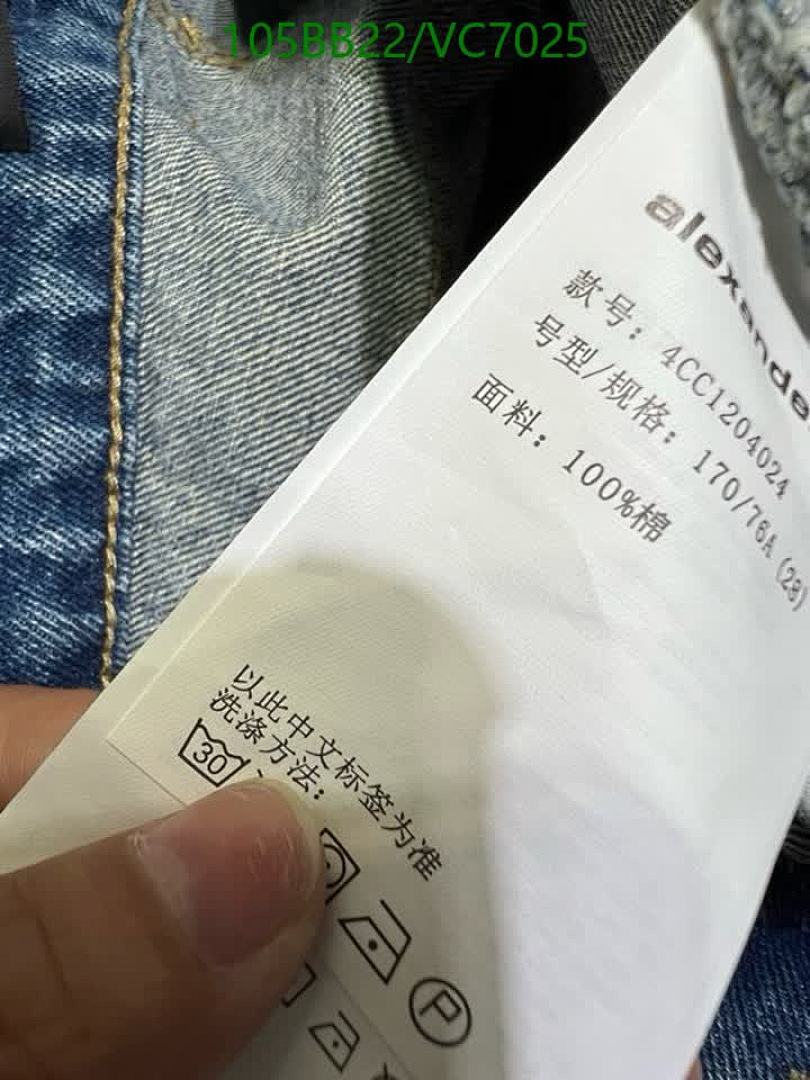 105BB22/VC7025
alexande
款号：4CC1204024
号型/规格：170/76A (28)
面料：100%棉
以此中文标签为准
洗涤方法：
30
P